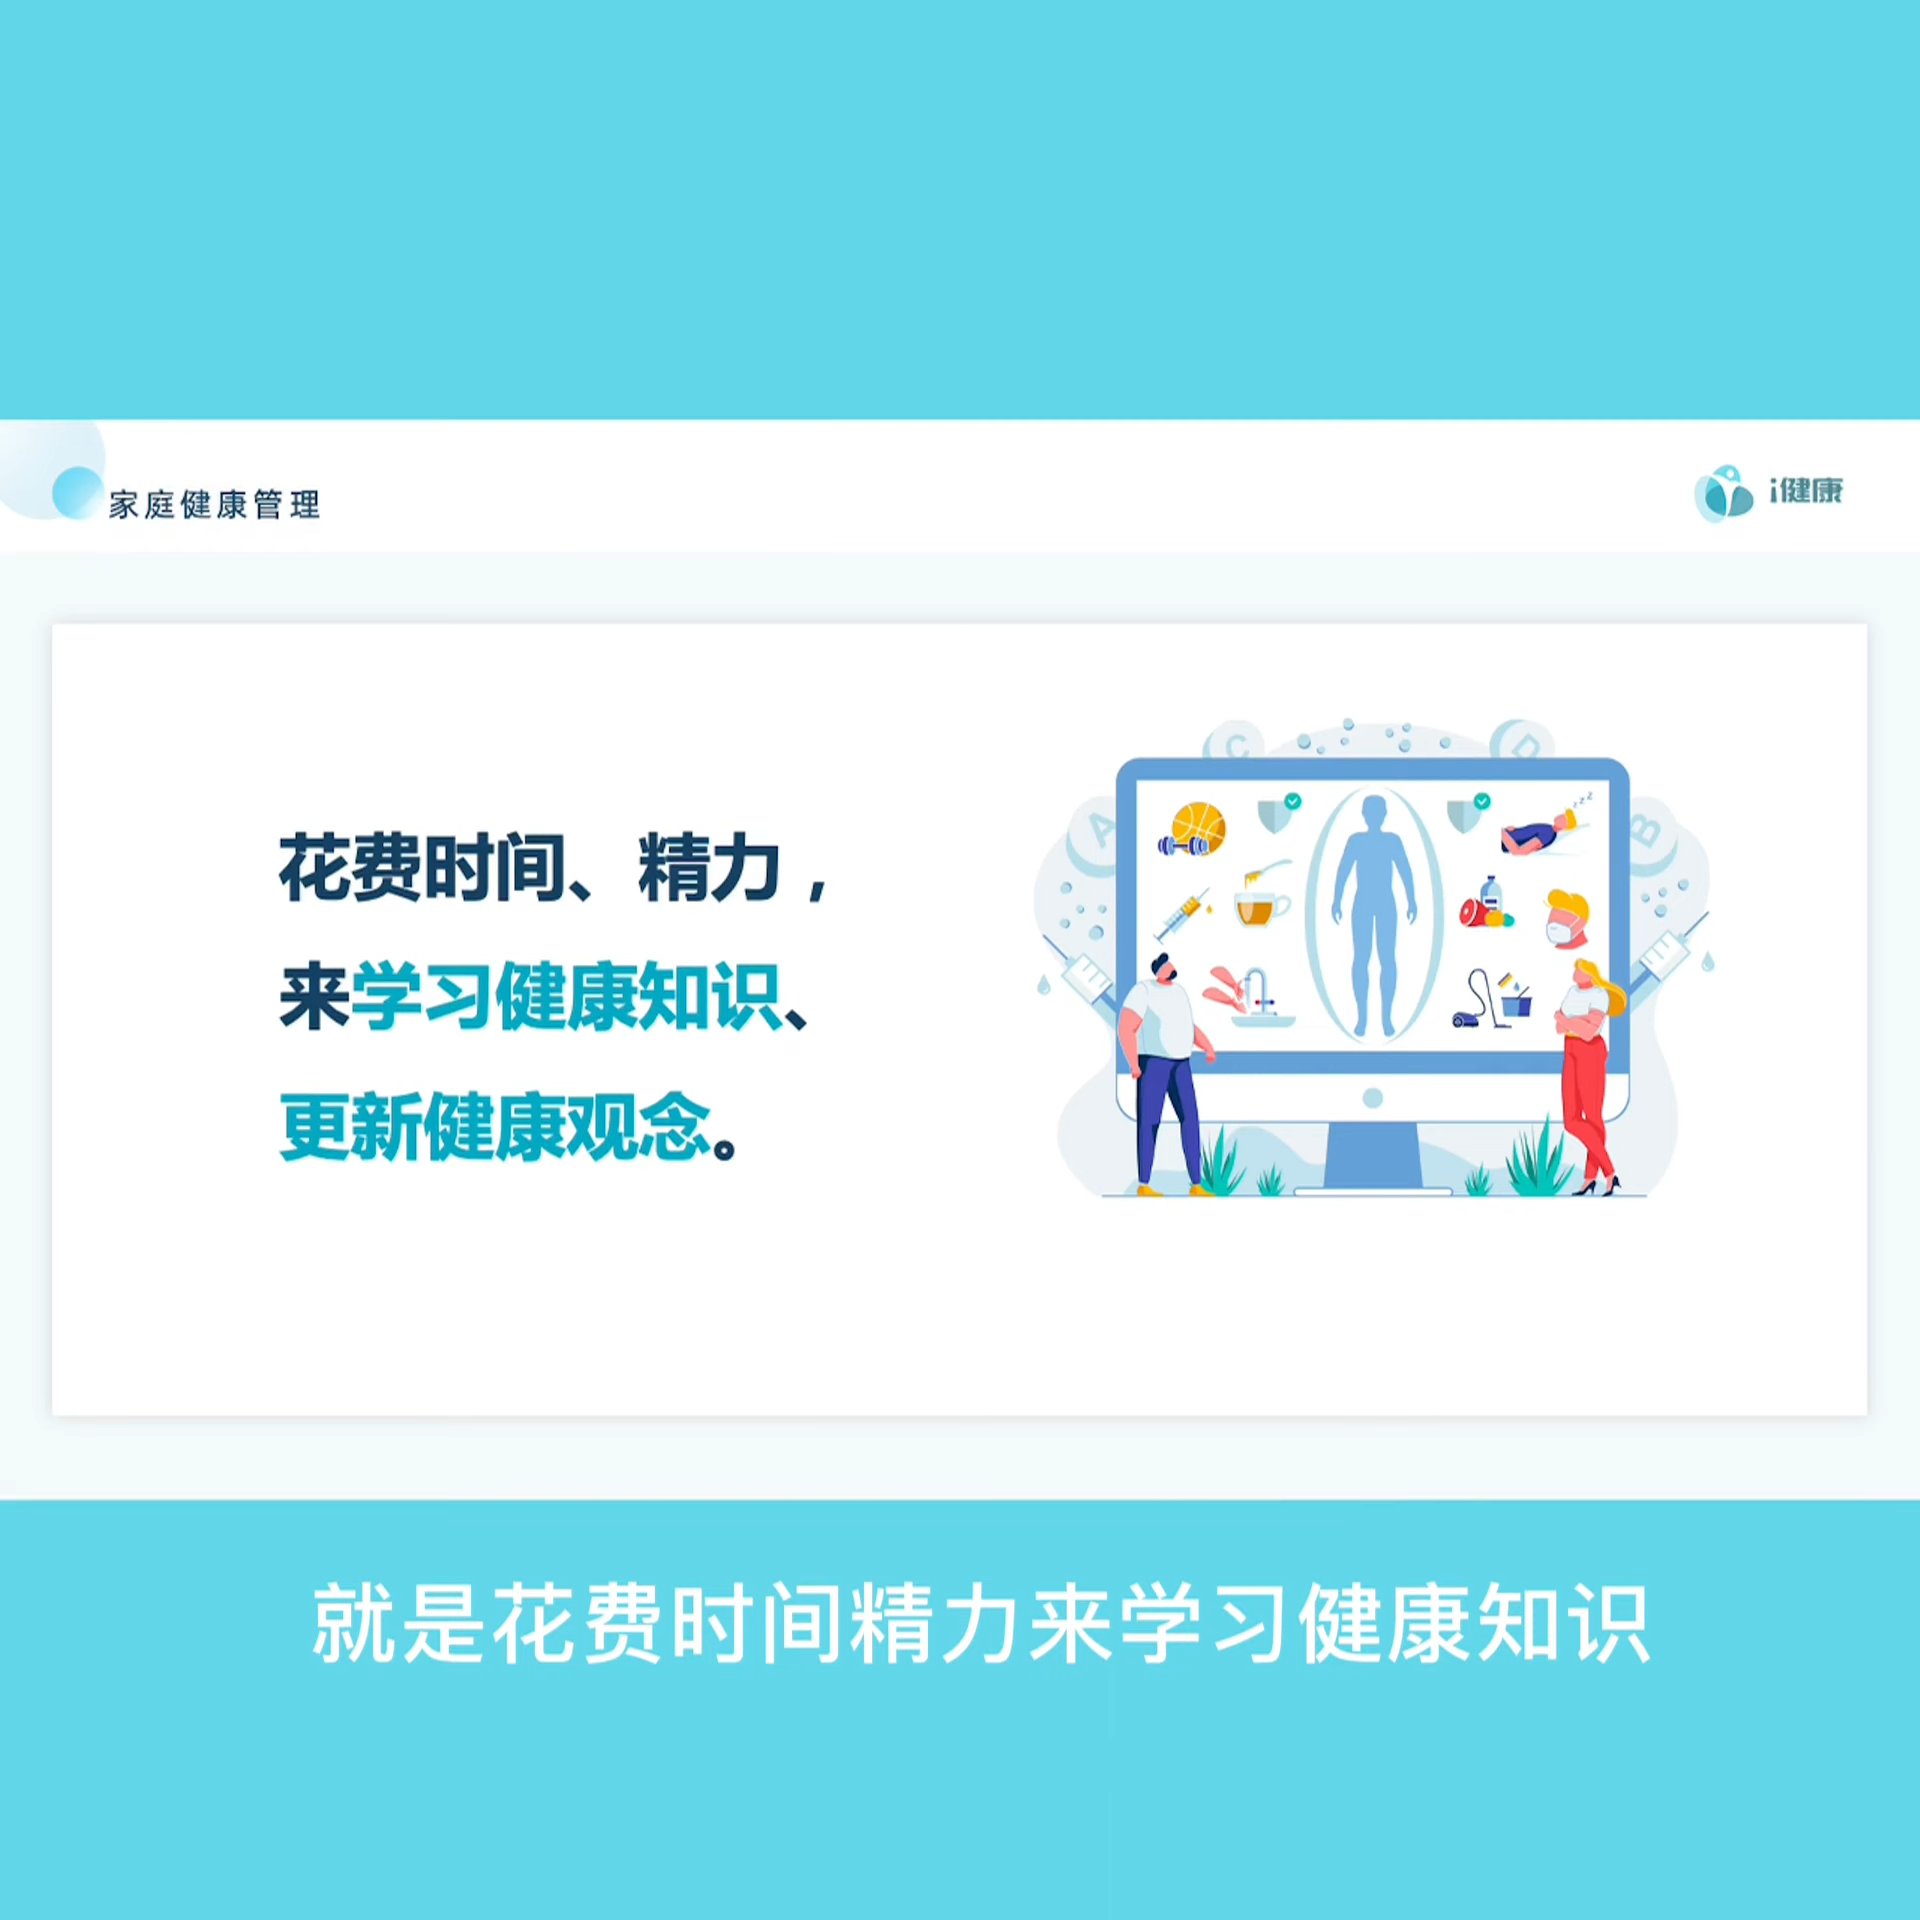 家庭健康管理
i健康
花费时间、精力，
来学习健康知识、
更新健康观念。
C
D
A
B
zzz
就是花费时间精力来学习健康知识